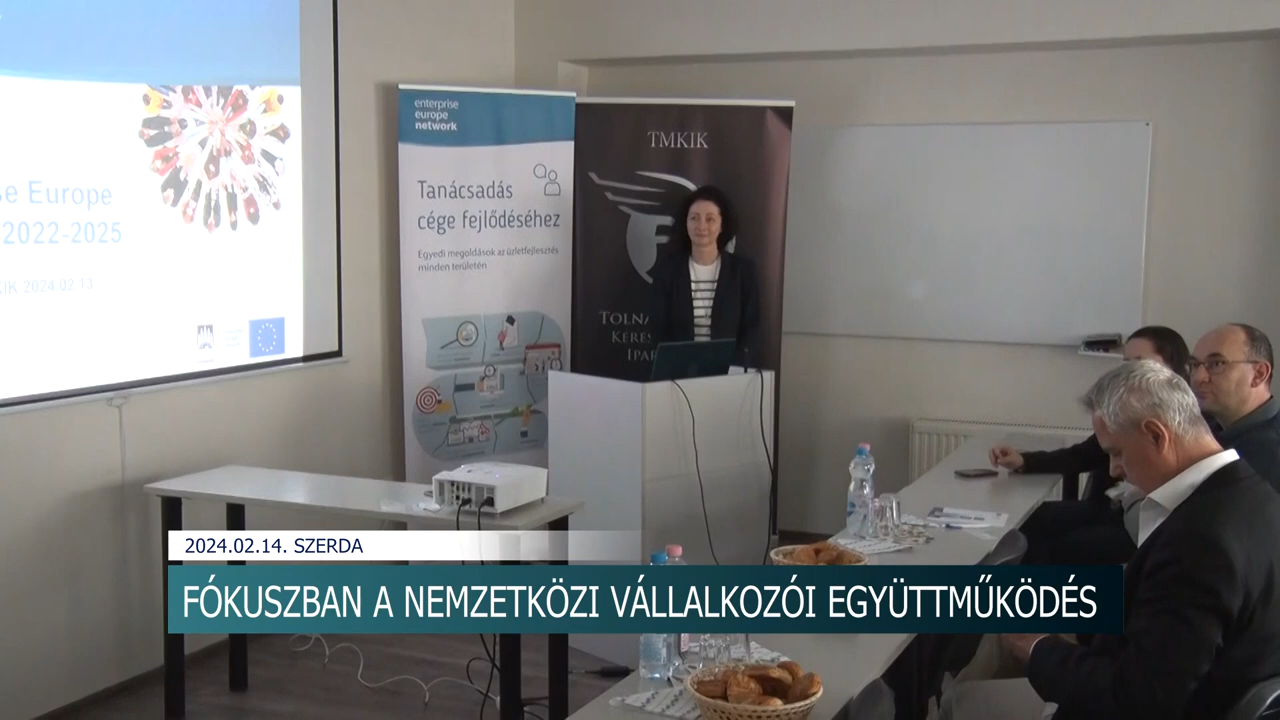 se Europe
2022-2025
KIK 2024.02.13
enterprise
europe
network
Tanácsadás
cége fejlődéséhez
Egyedi megoldások az üzletfejlesztés
minden területén
TMKIK
TOLNA
KERES
IPAR
2024.02.14. SZERDA
FÓKUSZBAN A NEMZETKÖZI VÁLLALKOZÓI EGYÜTTMŰKÖDÉS